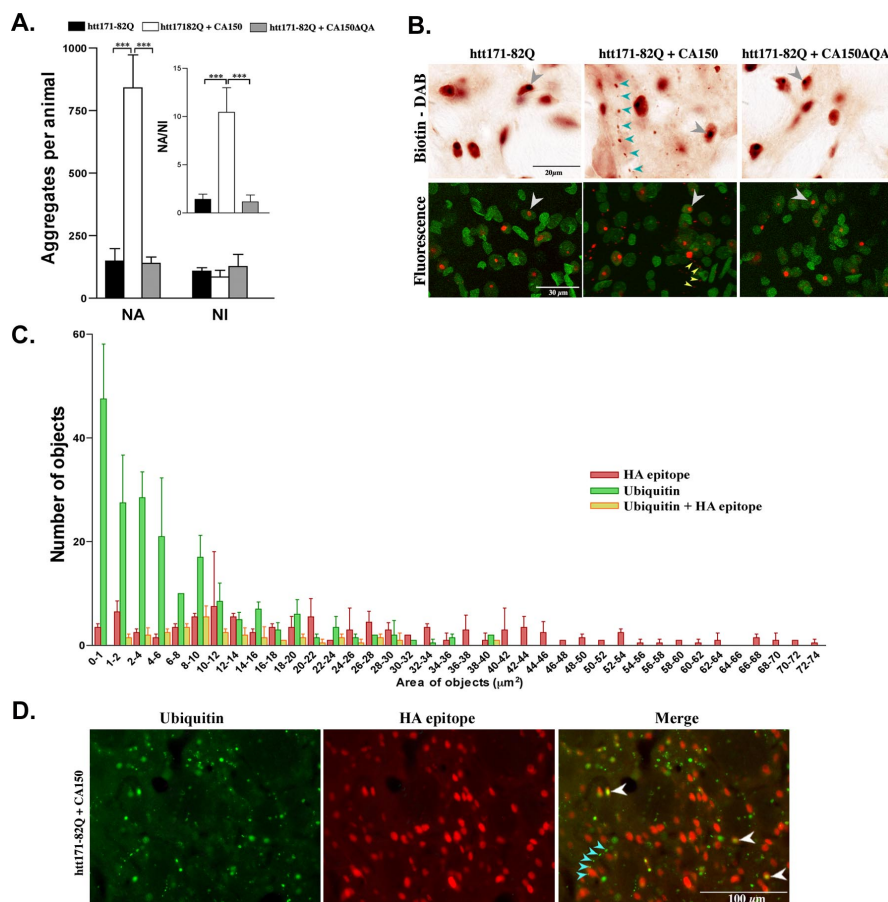 A.
htt171-82Q htt17182Q + CA150 htt171-82Q + CA150ΔQA
Aggregates per animal
1000
750
500
250
0
*** ***
NA NI
NA/NI
15
10
5
0
*** ***
B.
htt171-82Q htt171-82Q + CA150 htt171-82Q + CA150ΔQA
Biotin - DAB
20µm
Fluorescence
30 µm
C.
Number of objects
60
40
20
0
HA epitope
Ubiquitin
Ubiquitin + HA epitope
0-1 1-2 2-4 4-6 6-8 8-10 10-12 12-14 14-16 16-18 18-20 20-22 22-24 24-26 26-28 28-30 30-32 32-34 34-36 36-38 38-40 40-42 42-44 44-46 46-48 48-50 50-52 52-54 54-56 56-58 58-60 60-62 62-64 64-66 66-68 68-70 70-72 72-74
Area of objects (µm²)
D.
Ubiquitin HA epitope Merge
htt171-82Q + CA150
100 µm